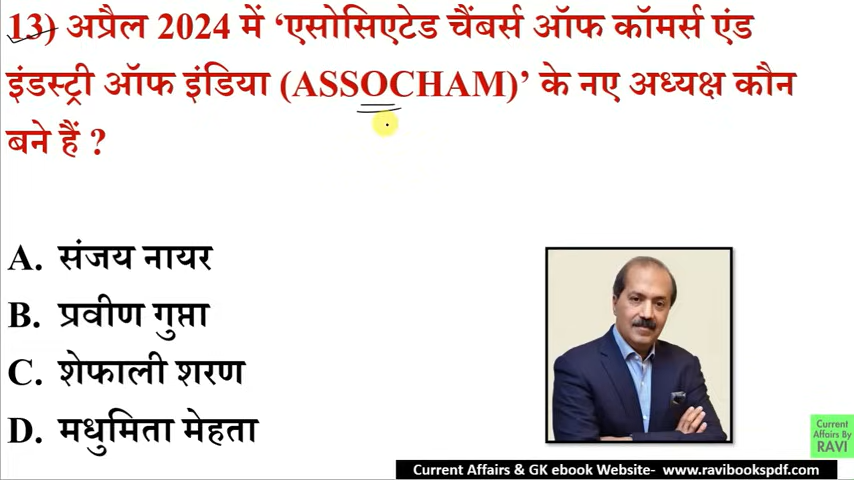 13) अप्रैल 2024 में ‘एसोसिएटेड चैंबर्स ऑफ कॉमर्स एंड
इंडस्ट्री ऑफ इंडिया (ASSOCHAM)’ के नए अध्यक्ष कौन
बने हैं ?
A. संजय नायर
B. प्रवीण गुप्ता
C. शेफाली शरण
D. मधुमिता मेहता
Current
Affairs By
RAVI
Current Affairs & GK ebook Website- www.ravibookspdf.com